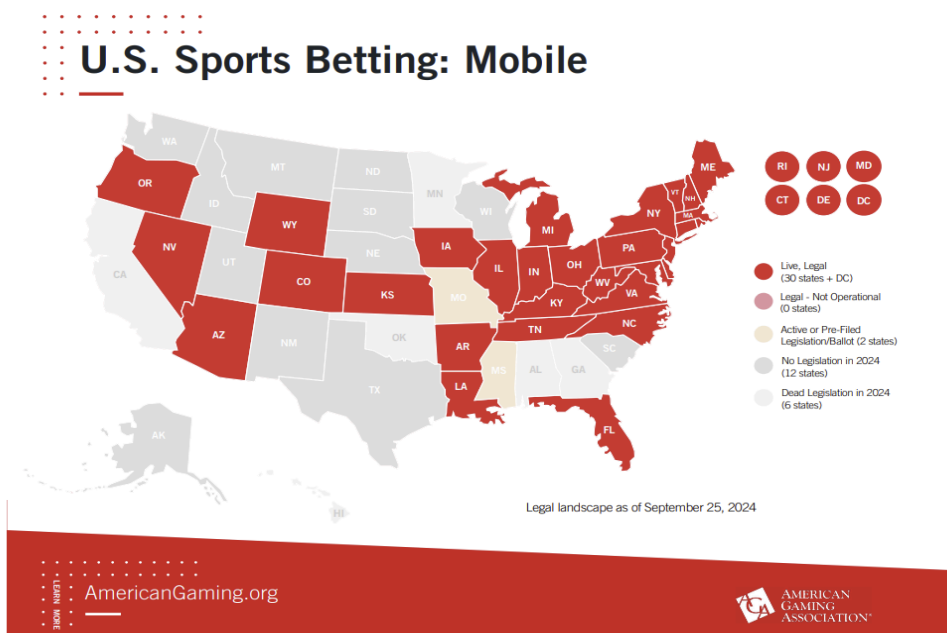 U.S. Sports Betting: Mobile
WA
MT
ND
MN
OR
ID
SD
WI
WY
MI
ME
VT
NH
NY
MA
RI
NJ
MD
CT
DE
DC
NV
CA
UT
CO
NE
KS
IA
MO
IL
IN
OH
PA
WV
VA
KY
AZ
NM
OK
TX
AR
LA
TN
NC
MS
AL
GA
SC
FL
AK
HI
Live, Legal
(30 states + DC)
Legal - Not Operational
(0 states)
Active or Pre-Filed
Legislation/Ballot (2 states)
No Legislation in 2024
(12 states)
Dead Legislation in 2024
(6 states)
Legal landscape as of September 25, 2024
LEARN MORE
AmericanGaming.org
AGA
AMERICAN
GAMING
ASSOCIATION®